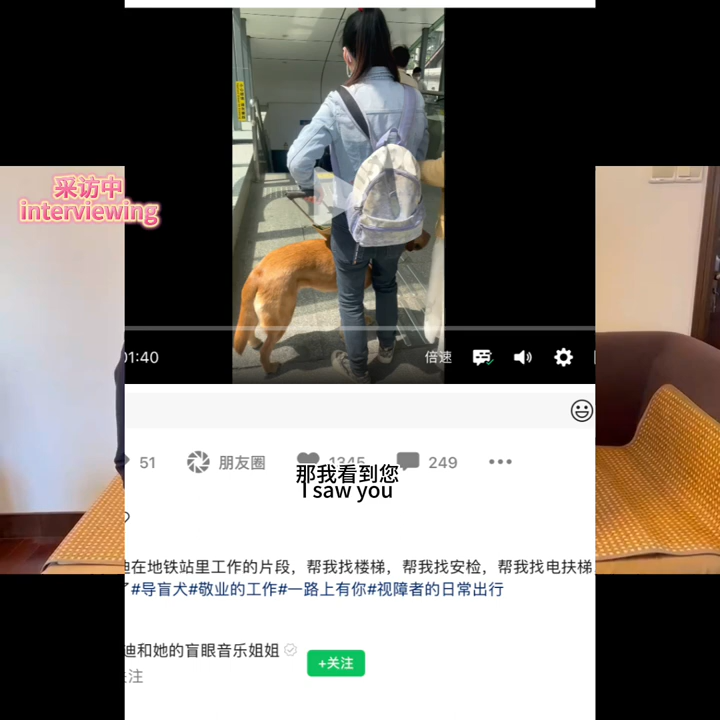 采访中
interviewing
01:40
倍速
51
朋友圈
1345
249
那我看到您
I saw you
迪在地铁站里工作的片段，帮我找楼梯，帮我找安检，帮我找电扶梯
了#导盲犬#敬业的工作#一路上有你#视障者的日常出行
迪和她的盲眼音乐姐姐
+关注
关注